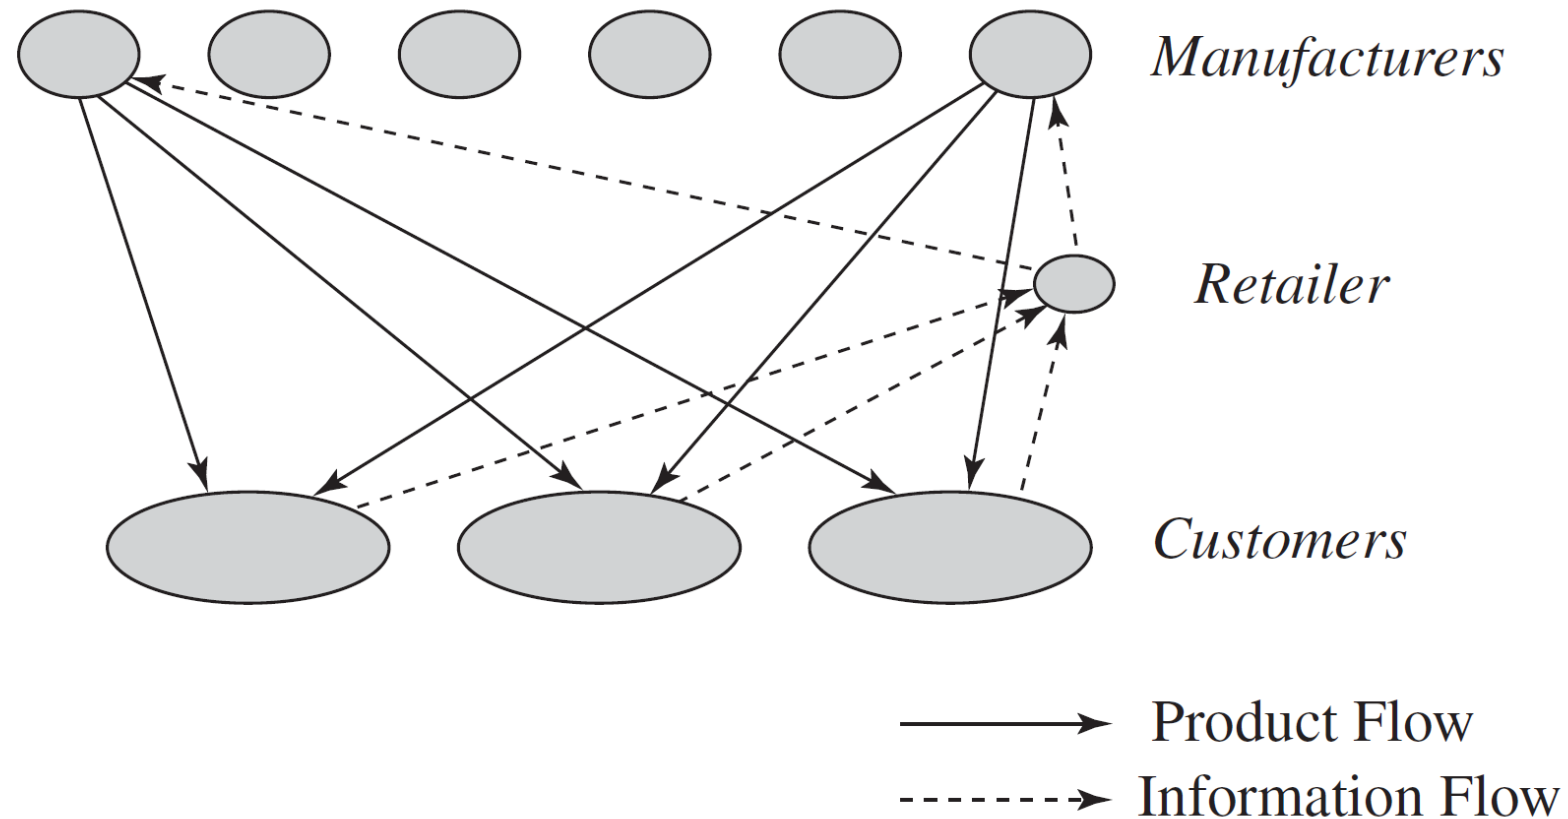 Manufacturers
Retailer
Customers
Product Flow
Information Flow